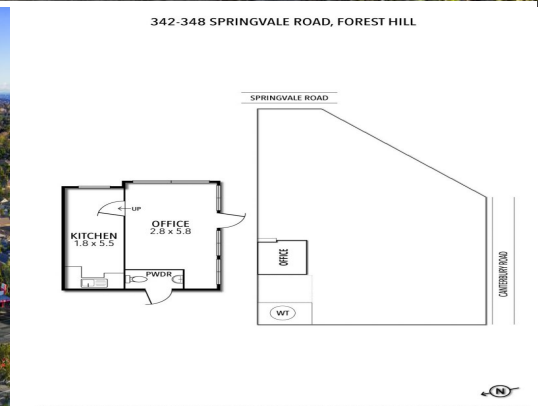 342-348 SPRINGVALE ROAD, FOREST HILL
SPRINGVALE ROAD
UP
OFFICE
2.8 x 5.8
KITCHEN
1.8 x 5.5
PWDR
OFFICE
WT
CANTERBURY ROAD
N